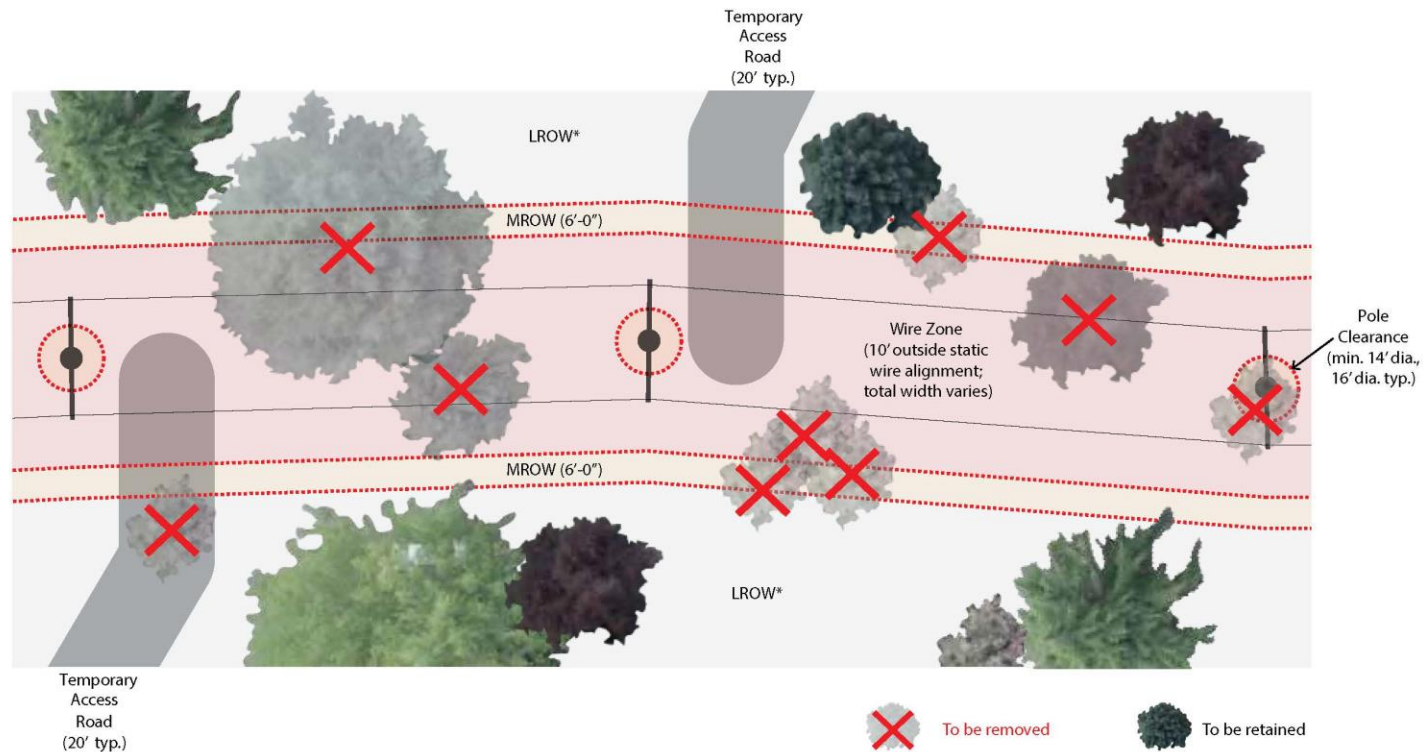 Temporary
Access
Road
(20' typ.)
LROW*
MROW (6'-0")
Wire Zone
(10' outside static
wire alignment;
total width varies)
Pole
Clearance
(min. 14' dia.,
16' dia. typ.)
MROW (6'-0")
LROW*
Temporary
Access
Road
(20' typ.)
To be removed
To be retained